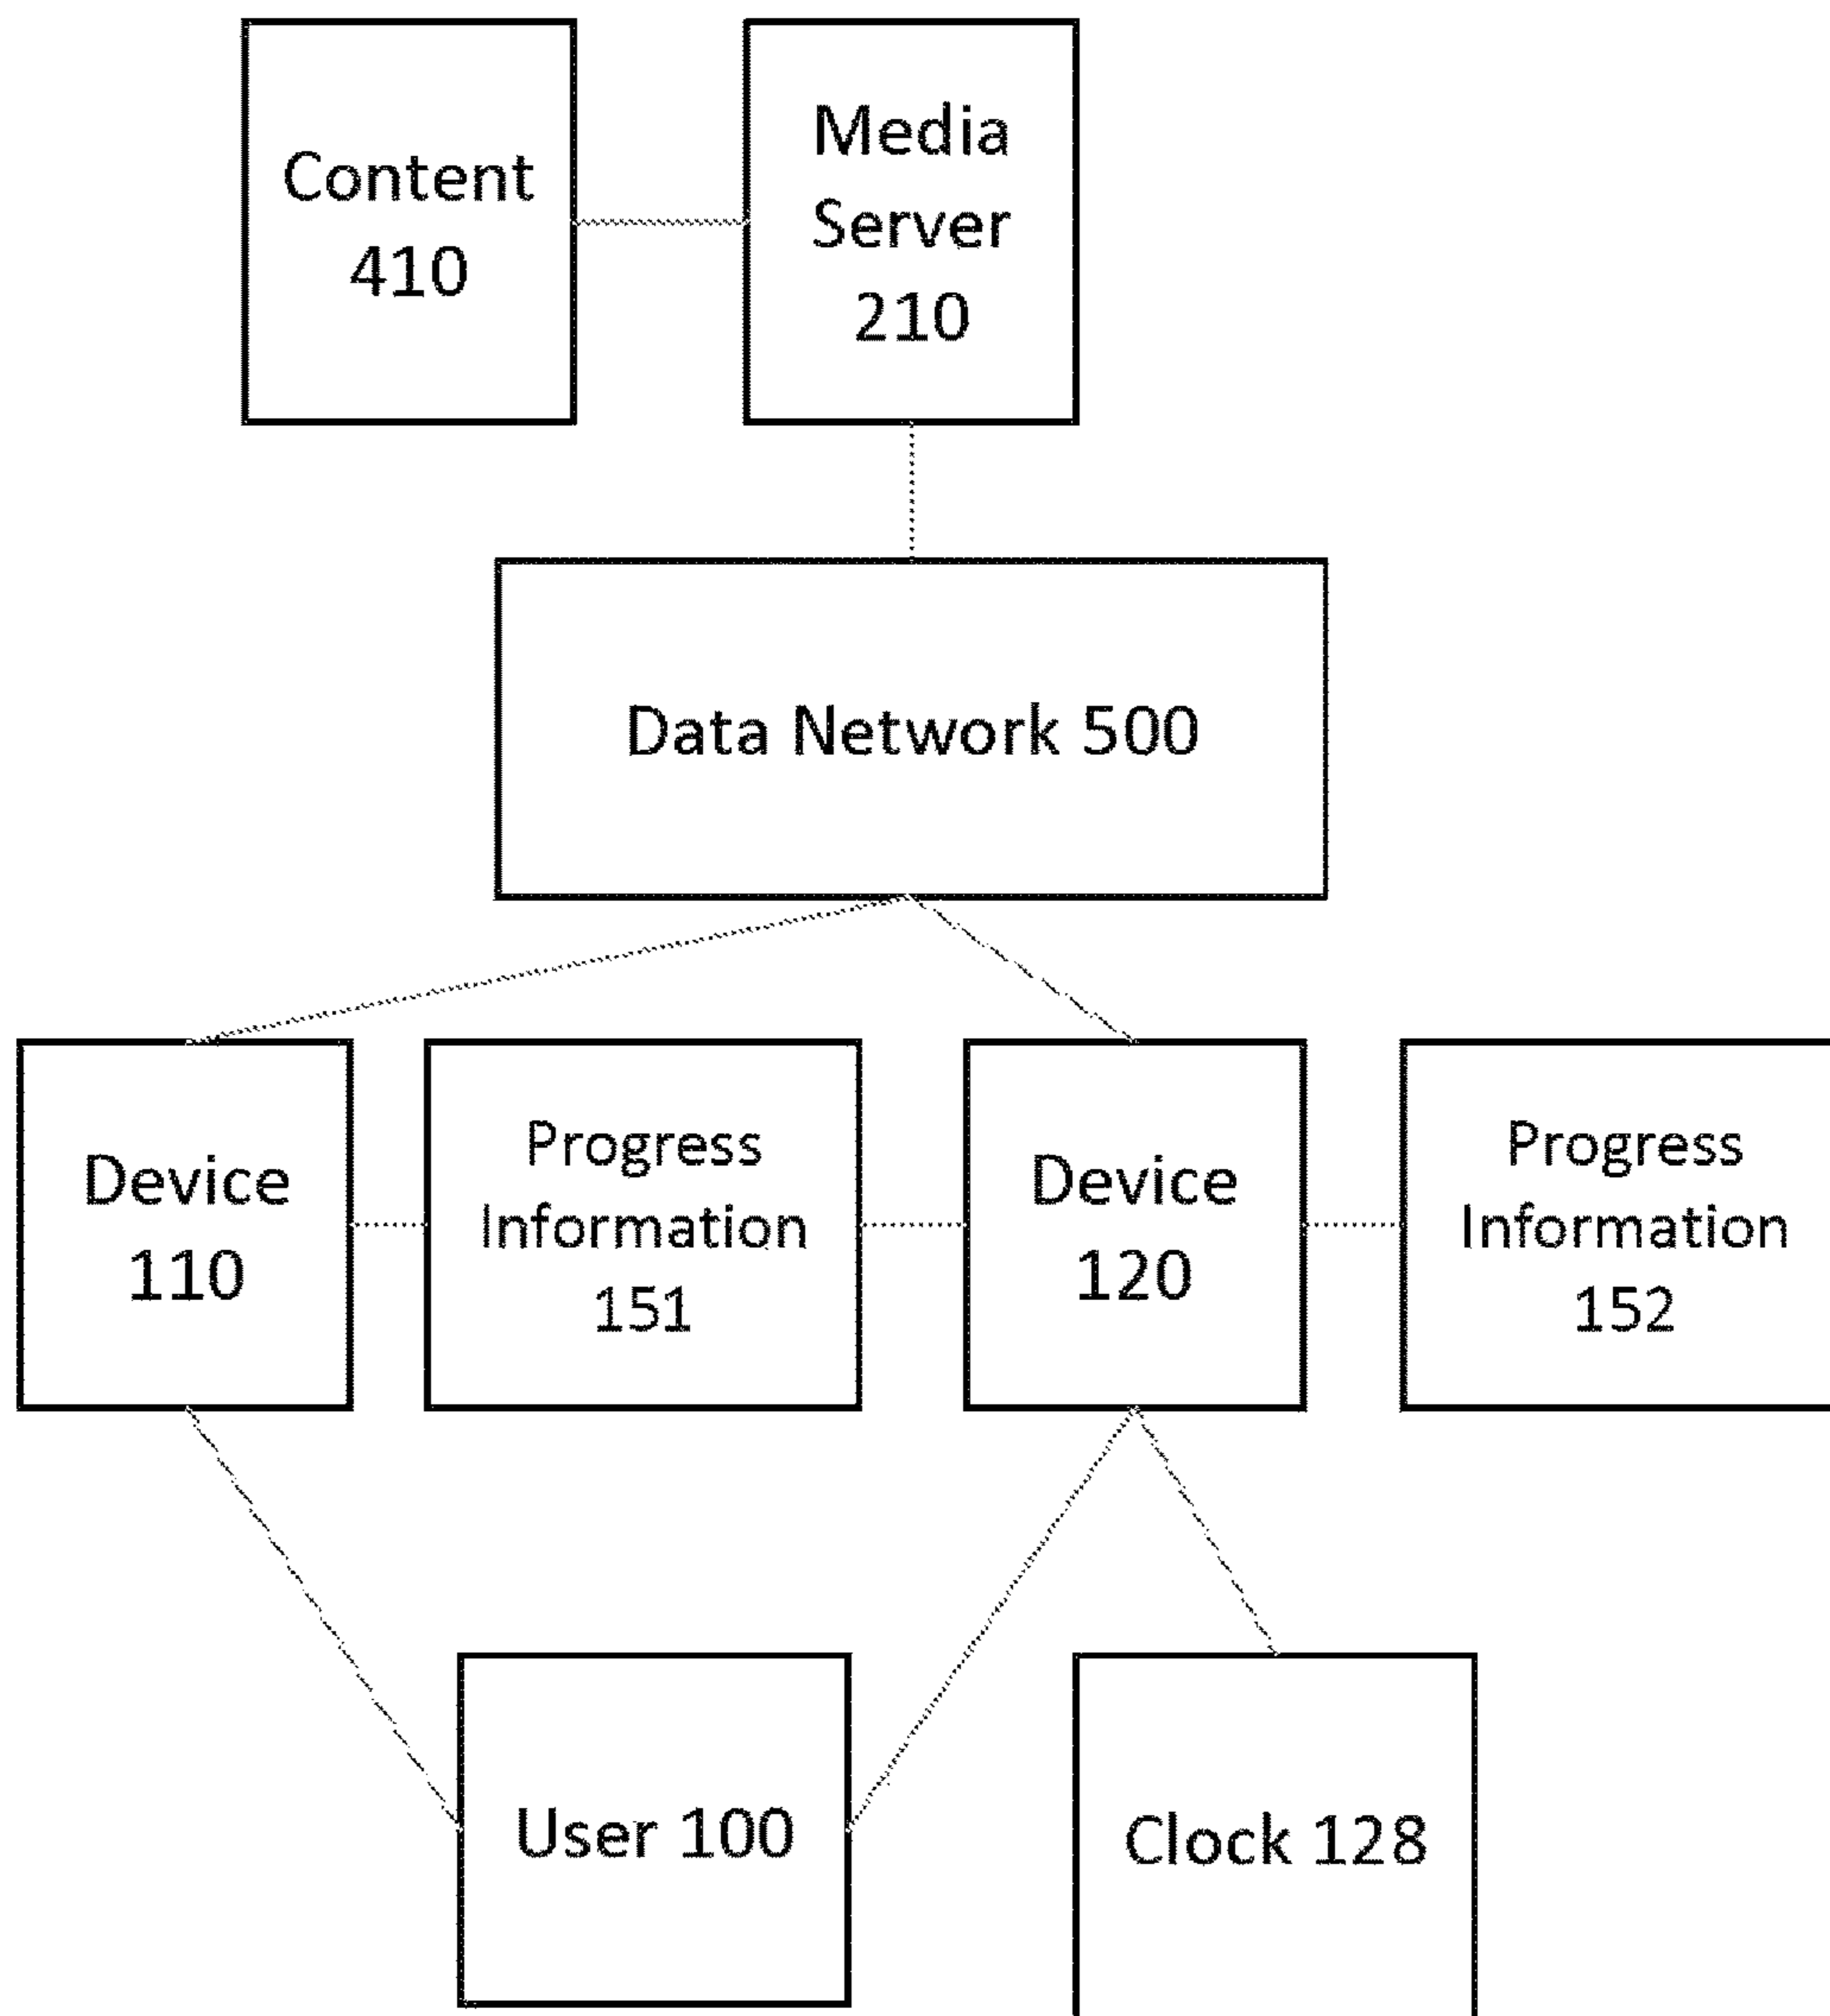 Content
410
Media
Server
210
Data Network 500
Device
110
Progress
Information
151
Device
120
Progress
Information
152
User 100
Clock 128